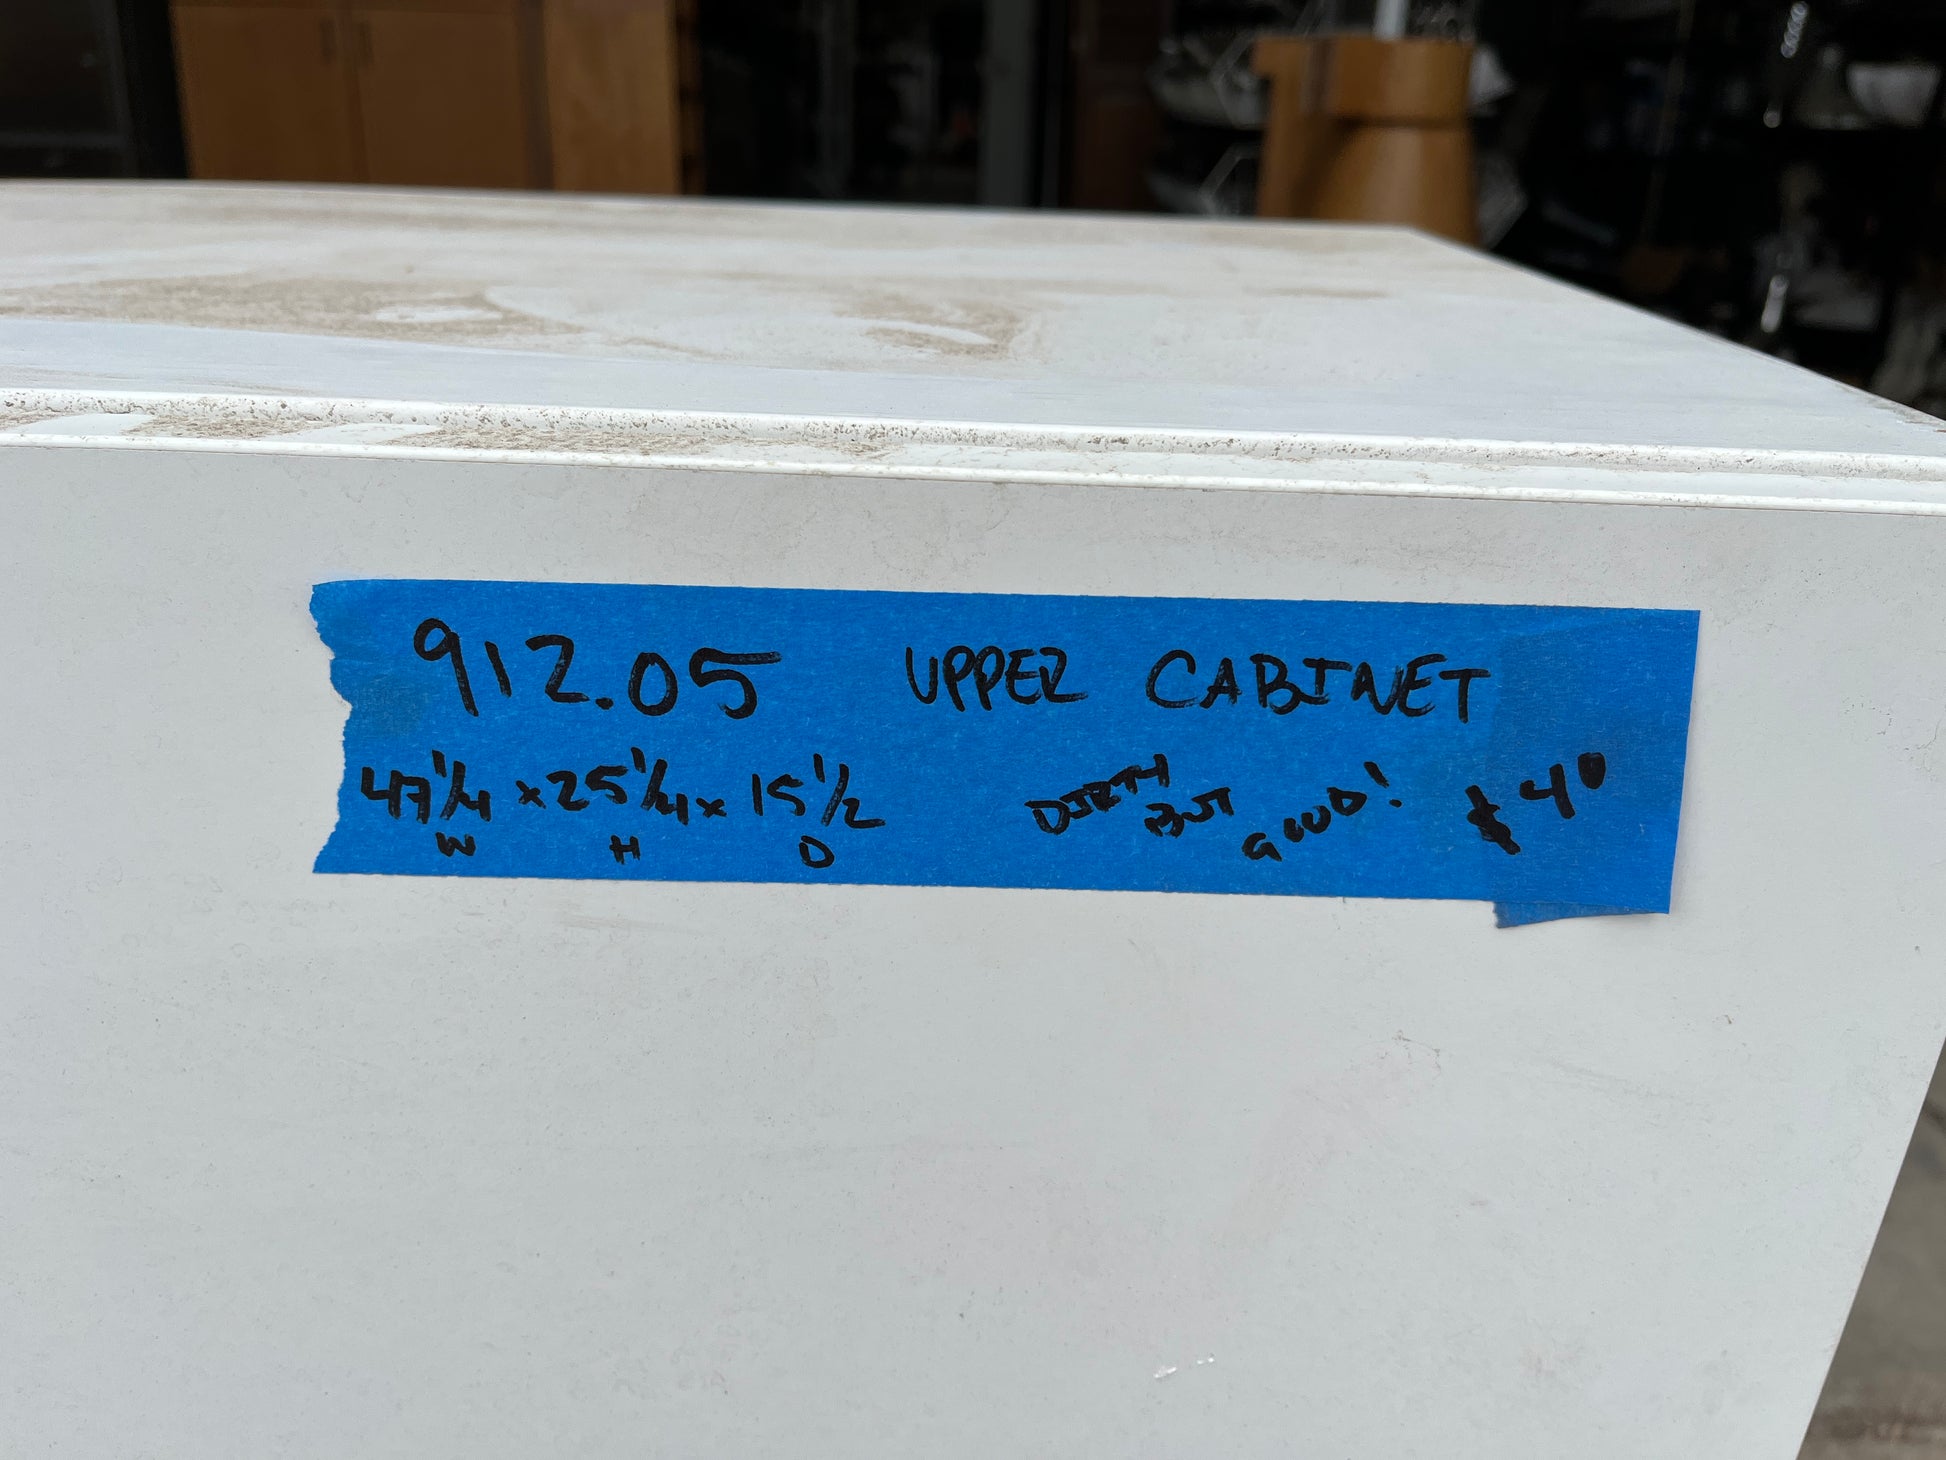 912.05 UPPER CABINET
47 1/4 x 25 1/4 x 15 1/2 DIRTY BUT GOOD! $40
W H D